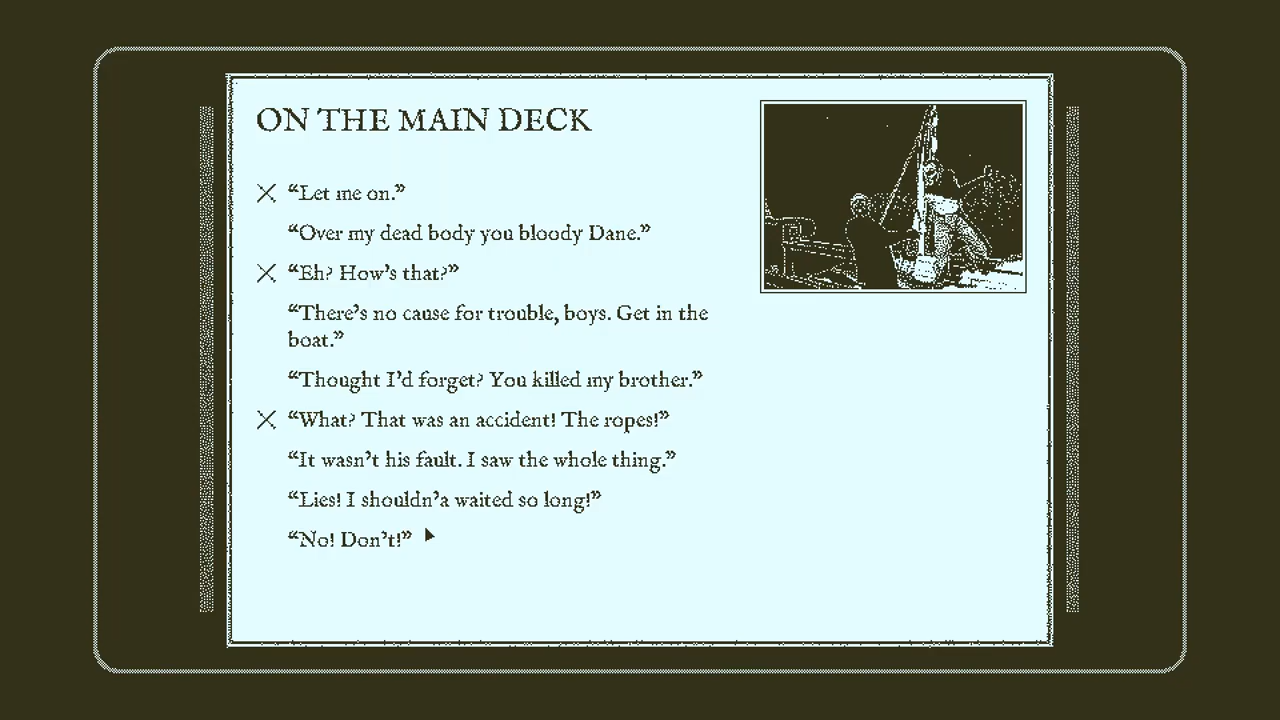 ON THE MAIN DECK
“Let me on.”
“Over my dead body you bloody Dane.”
“Eh? How’s that?”
“There’s no cause for trouble, boys. Get in the
boat.”
“Thought I’d forget? You killed my brother.”
“What? That was an accident! The ropes!”
“It wasn’t his fault. I saw the whole thing.”
“Lies! I shouldn’a waited so long!”
“No! Don’t!”